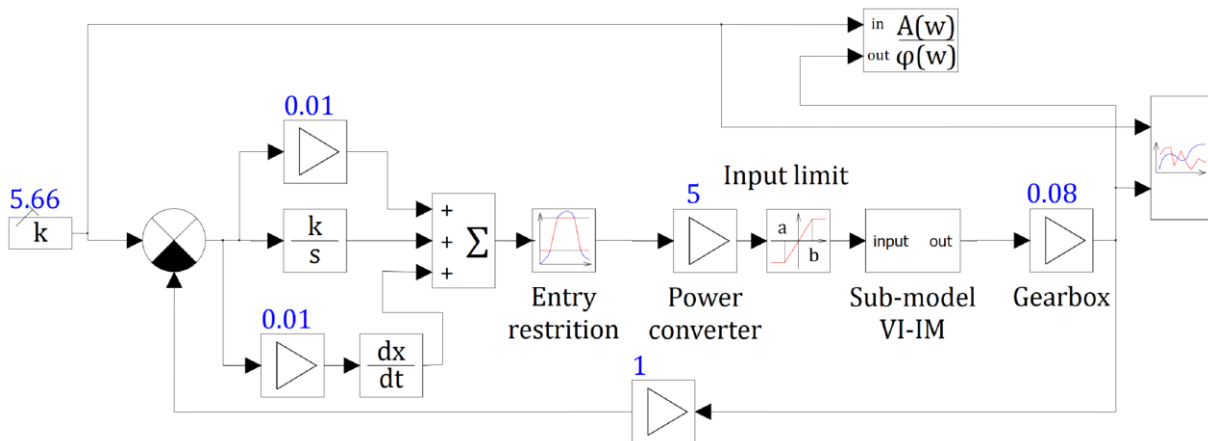 in A(w)
out φ(w)
0.01
5.66
k
k
s
+
+
+
Σ
Input limit
5
a
b
input out
0.08
Entry
restrition
Power
converter
Sub-model
VI-IM
Gearbox
0.01
dx
dt
1